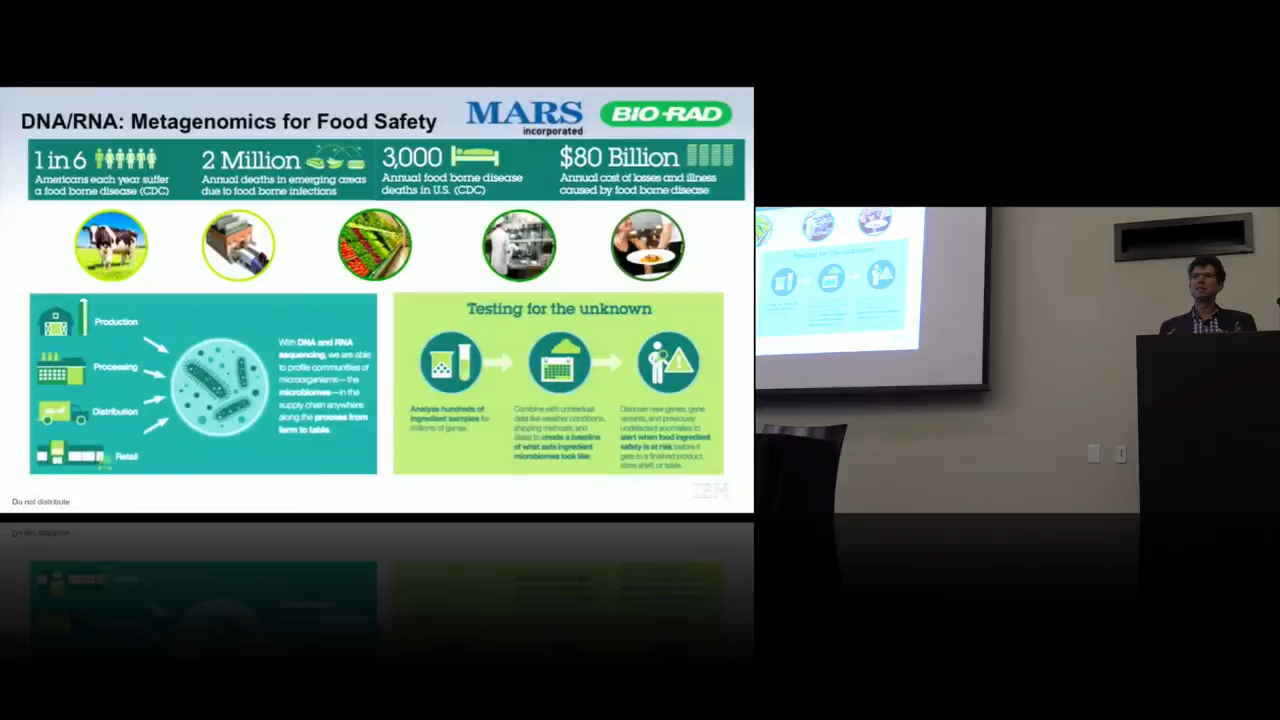 DNA/RNA: Metagenomics for Food Safety
MARS
incorporated
BIO-RAD
1 in 6
Americans each year suffer
a food borne disease (CDC)
2 Million
Annual deaths in emerging areas
due to food borne infections
3,000
Annual food borne disease
deaths in U.S. (CDC)
$80 Billion
Annual cost of losses and illness
caused by food borne disease
Production
Processing
Distribution
Retail
With DNA and RNA
sequencing, we are able
to profile communities of
microorganisms—the
microbiomes—in the
supply chain anywhere
along the process from
farm to table.
Testing for the unknown
Analyze hundreds of
ingredient samples for
millions of genes.
Combine with contextual
data like weather conditions,
shipping methods, and
dates to create a baseline
of what safe ingredient
microbiomes look like.
Discover new genes, gene
variants, and previously
undetected anomalies to
alert when food ingredient
safety is at risk before it
gets to a finished product,
store shelf, or table.
IBM
Do not distribute
Testing for the unknown